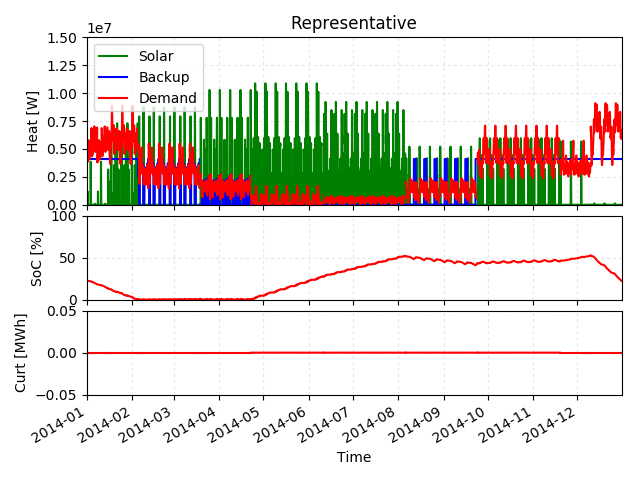 Representative
1e7
Heat [W]
1.50
1.25
1.00
0.75
0.50
0.25
0.00
Solar
Backup
Demand
SoC [%]
100
50
0
Curt [MWh]
0.05
0.00
−0.05
2014-01
2014-02
2014-03
2014-04
2014-05
2014-06
2014-07
2014-08
2014-09
2014-10
2014-11
2014-12
Time